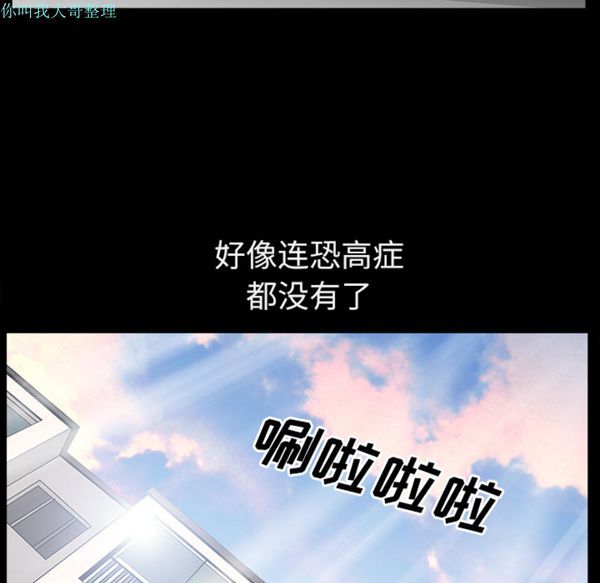 你叫我大哥整理
好像连恐高症
都没有了
唰啦啦啦